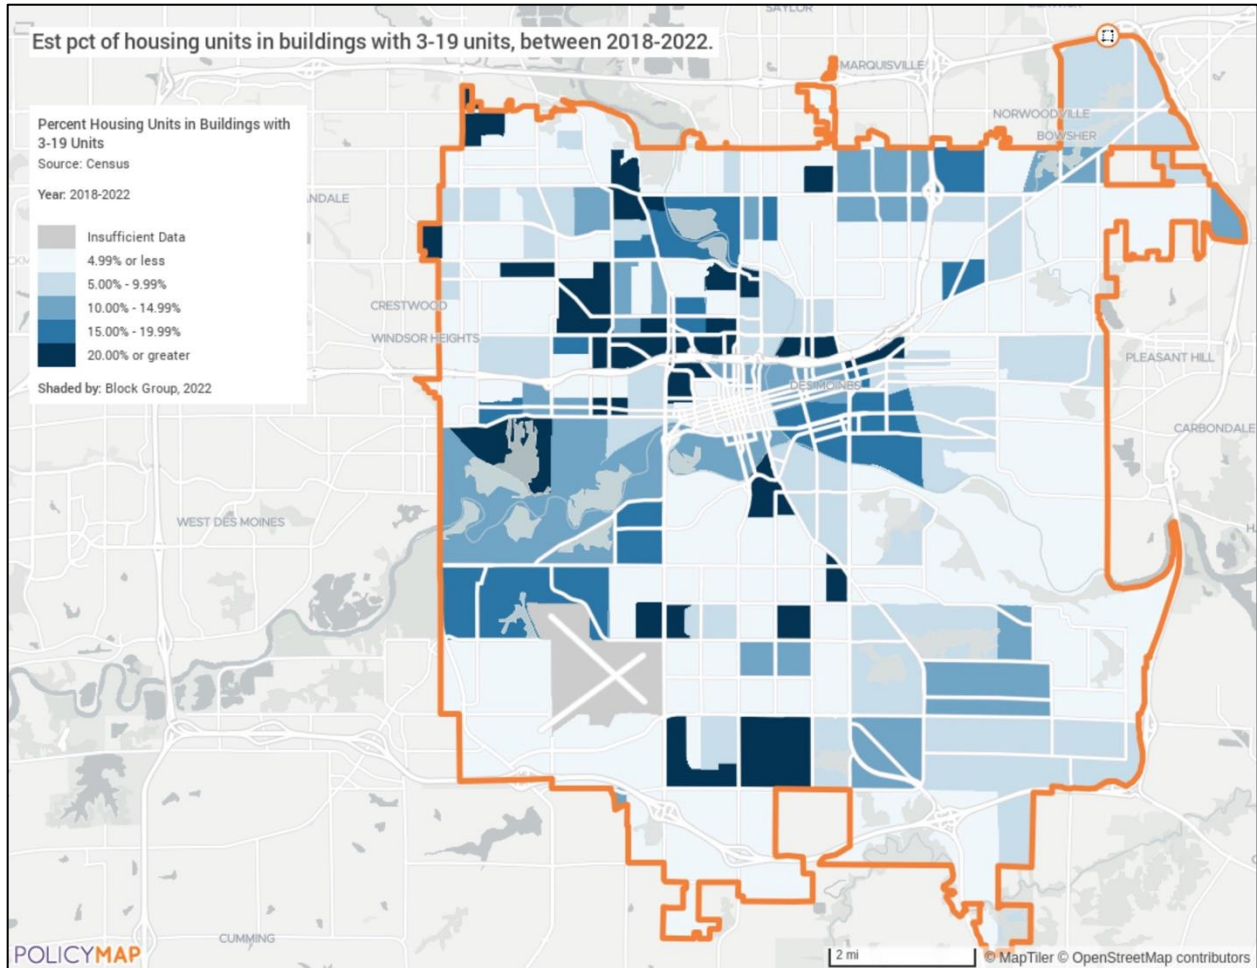 SAYLOR
Est pct of housing units in buildings with 3-19 units, between 2018-2022.
MARQUISVILLE
NORWOODVILLE
BOWSHER
Percent Housing Units in Buildings with
3-19 Units
Source: Census
Year: 2018-2022
Insufficient Data
4.99% or less
5.00% - 9.99%
10.00% - 14.99%
15.00% - 19.99%
20.00% or greater
Shaded by: Block Group, 2022
ANDALE
CRESTWOOD
WINDSOR HEIGHTS
PLEASANT HILL
DES MOINES
CARBONDALE
WEST DES MOINES
CUMMING
POLICYMAP
2 mi
© MapTiler © OpenStreetMap contributors